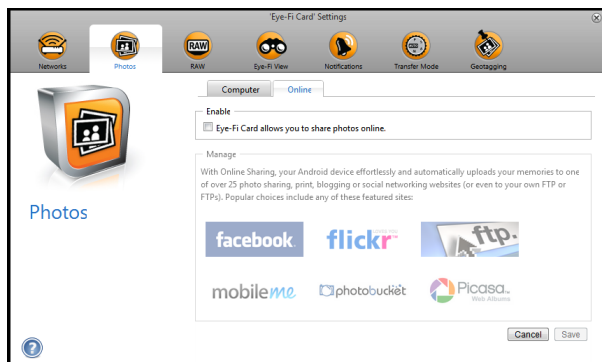 'Eye-Fi Card' Settings
Networks
Photos
RAW
RAW
Eye-Fi View
Notifications
Transfer Mode
Geotagging
Computer
Online
Enable
Eye-Fi Card allows you to share photos online.
Manage
With Online Sharing, your Android device effortlessly and automatically uploads your memories to one
of over 25 photo sharing, print, blogging or social networking websites (or even to your own FTP or
FTPs). Popular choices include any of these featured sites:
Photos
facebook
flickr
ftp.
mobileme
photobucket
Picasa™
Web Albums
Cancel
Save
?